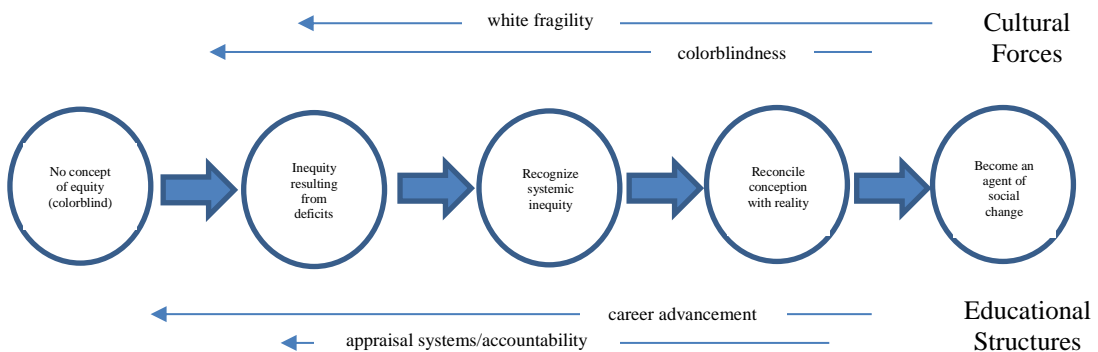 white fragility
Cultural
Forces
colorblindness
No concept
of equity
(colorblind)
Inequity
resulting
from
deficits
Recognize
systemic
inequity
Reconcile
conception
with reality
Become an
agent of
social
change
career advancement
Educational
Structures
appraisal systems/accountability